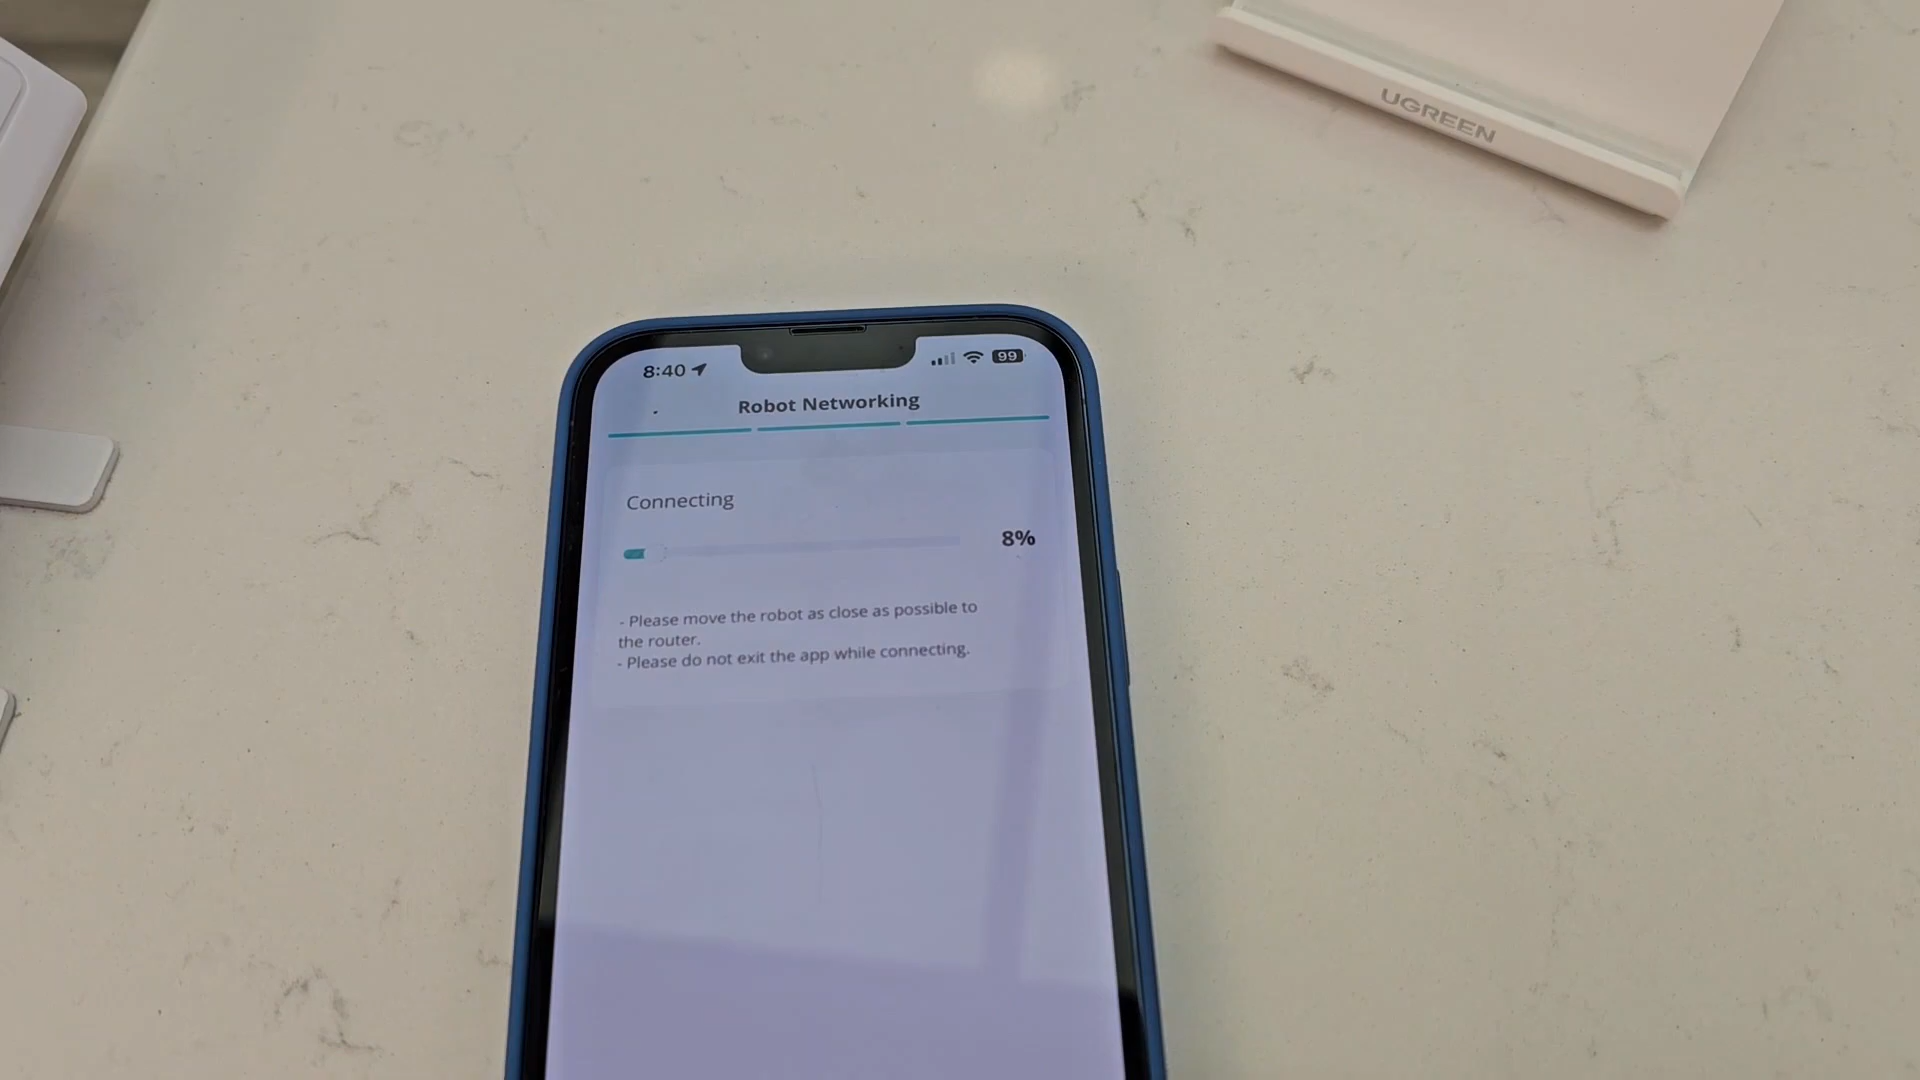 UGREEN
8:40
99
Robot Networking
Connecting
8%
- Please move the robot as close as possible to
the router.
- Please do not exit the app while connecting.